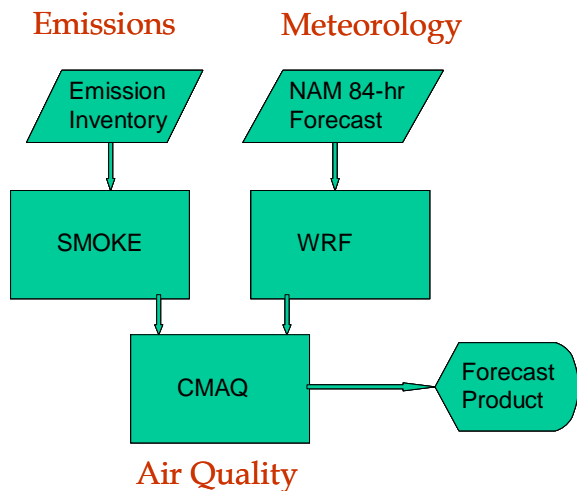 Emissions
Meteorology
Emission
Inventory
NAM 84-hr
Forecast
SMOKE
WRF
CMAQ
Forecast
Product
Air Quality